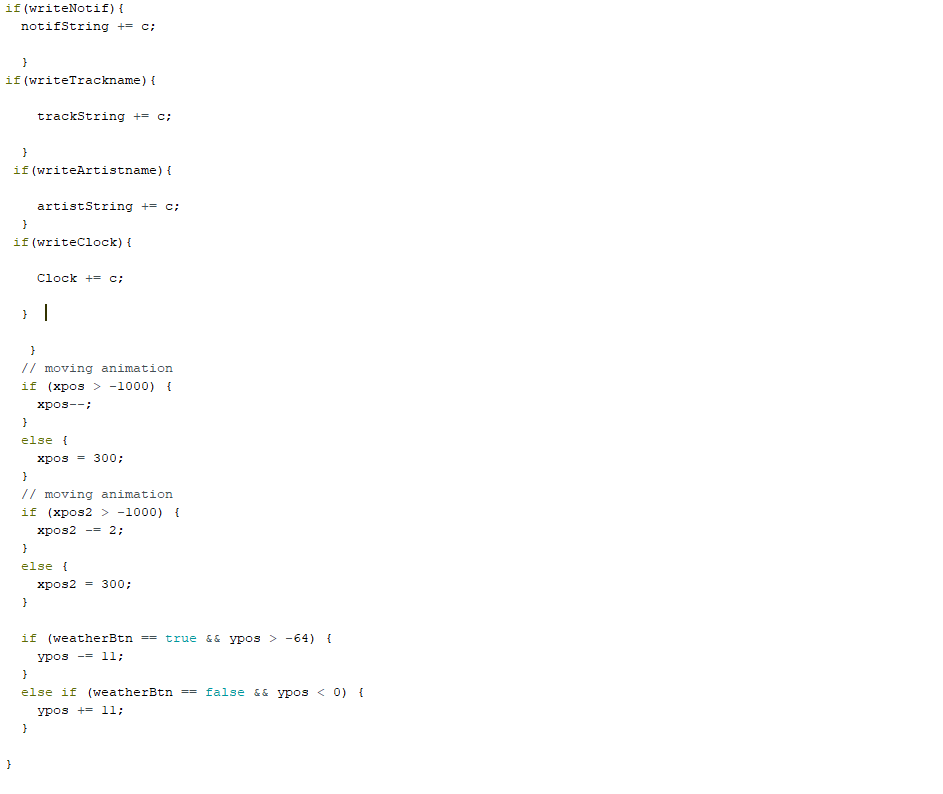 if(writeNotif){
notifString += c;
}
if(writeTrackname){
trackString += c;
}
if(writeArtistname){
artistString += c;
}
if(writeClock){
Clock += c;
}
}
// moving animation
if (xpos > -1000) {
xpos--;
}
else {
xpos = 300;
}
// moving animation
if (xpos2 > -1000) {
xpos2 -= 2;
}
else {
xpos2 = 300;
}
if (weatherBtn == true && ypos > -64) {
ypos -= 11;
}
else if (weatherBtn == false && ypos < 0) {
ypos += 11;
}
}